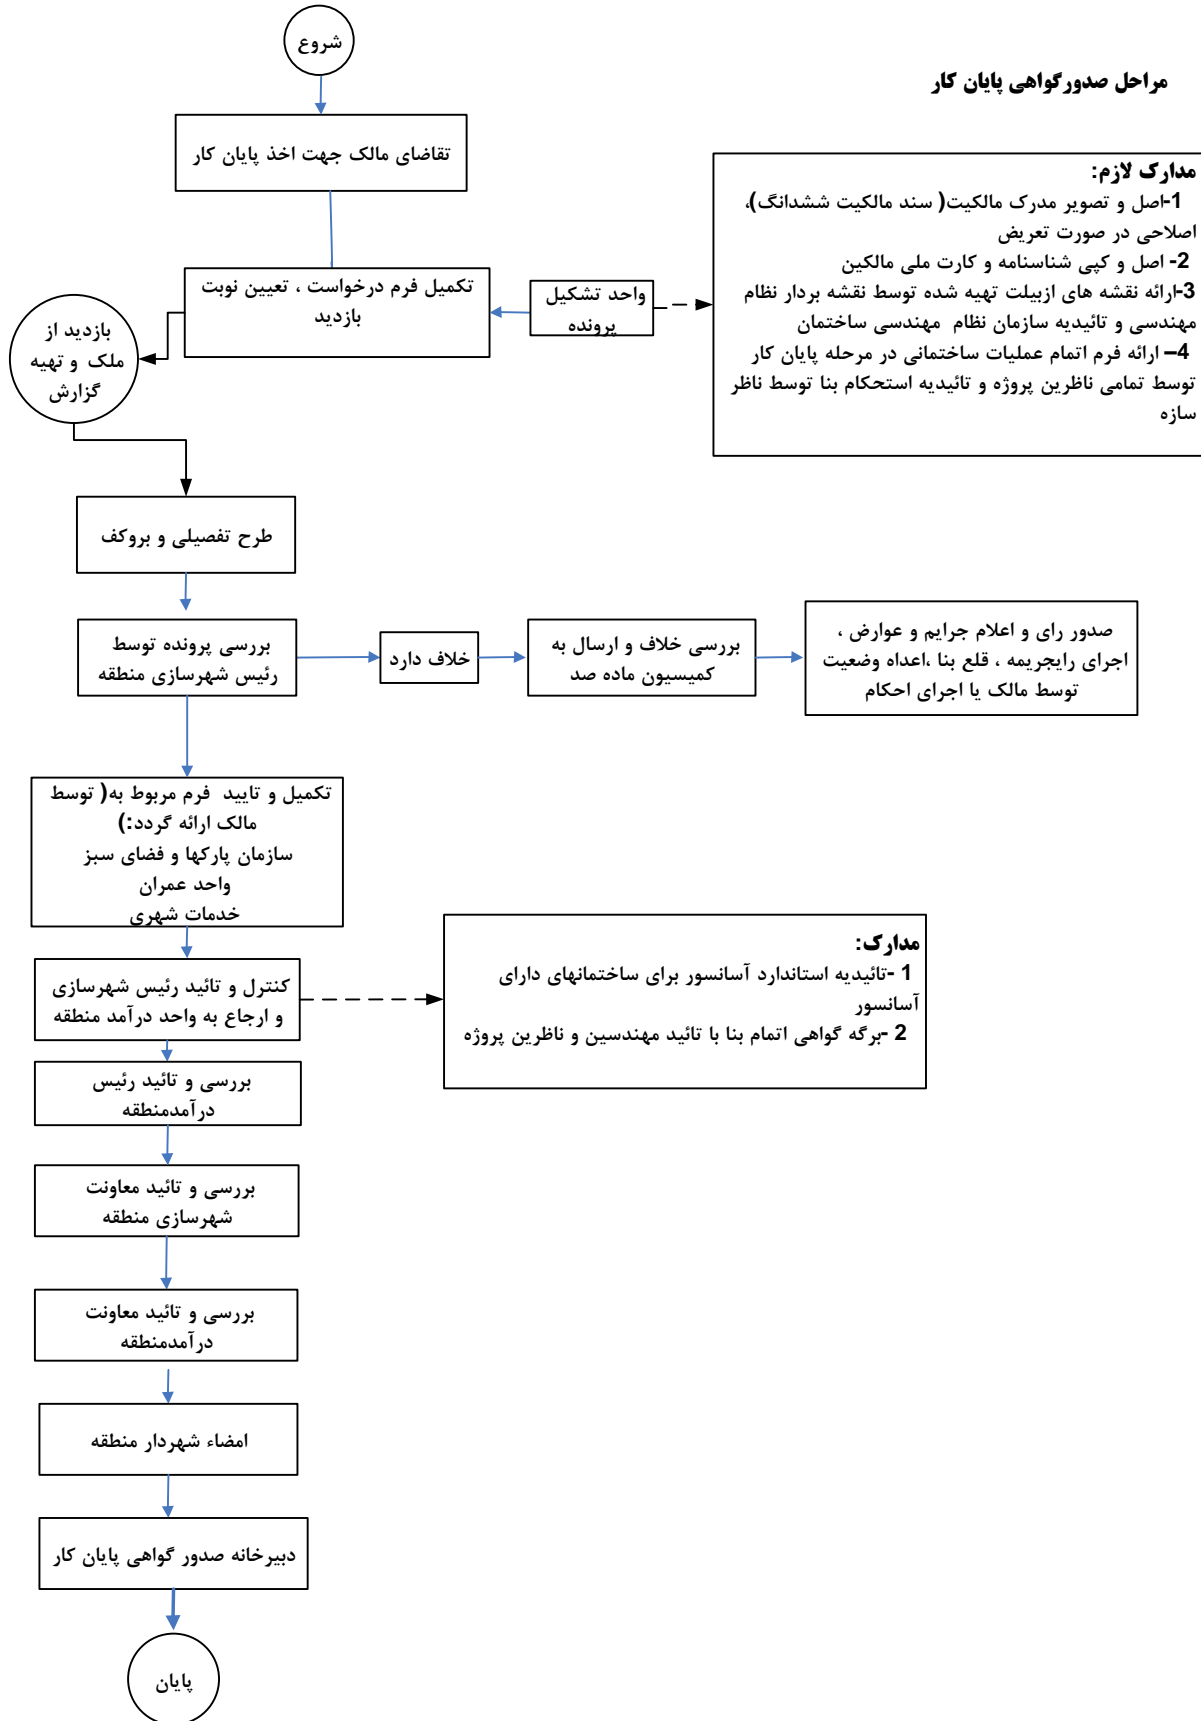 شروع
مراحل صدورگواهی پایان کار
تقاضای مالک جهت اخذ پایان کار
مدارک لازم:
1-اصل و تصویر مدرک مالکیت( سند مالکیت ششدانگ)،
اصلاحی در صورت تعریض
2- اصل و کپی شناسنامه و کارت ملی مالکین
3-ارائه نقشه های ازبیلت تهیه شده توسط نقشه بردار نظام
مهندسی و تائیدیه سازمان نظام مهندسی ساختمان
4– ارائه فرم اتمام عملیات ساختمانی در مرحله پایان کار
توسط تمامی ناظرین پروژه و تائیدیه استحکام بنا توسط ناظر
سازه
واحد تشکیل
پرونده
تکمیل فرم درخواست ، تعیین نوبت
بازدید
بازدید از
ملک و تهیه
گزارش
طرح تفصیلی و بروکف
بررسی پرونده توسط
رئیس شهرسازی منطقه
خلاف دارد
بررسی خلاف و ارسال به
کمیسیون ماده صد
صدور رای و اعلام جرایم و عوارض ،
اجرای رایجریمه ، قلع بنا ،اعداه وضعیت
توسط مالک یا اجرای احکام
تکمیل و تایید فرم مربوط به( توسط
مالک ارائه گردد:)
سازمان پارکها و فضای سبز
واحد عمران
خدمات شهری
کنترل و تائید رئیس شهرسازی
و ارجاع به واحد درآمد منطقه
مدارک:
1 -تائیدیه استاندارد آسانسور برای ساختمانهای دارای
آسانسور
2 -برگه گواهی اتمام بنا با تائید مهندسین و ناظرین پروژه
بررسی و تائید رئیس
درآمدمنطقه
بررسی و تائید معاونت
شهرسازی منطقه
بررسی و تائید معاونت
درآمدمنطقه
امضاء شهردار منطقه
دبیرخانه صدور گواهی پایان کار
پایان